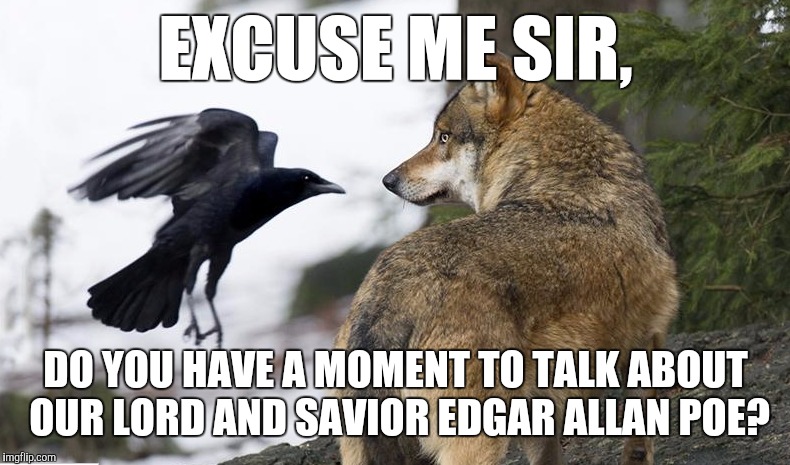 EXCUSE ME SIR,
DO YOU HAVE A MOMENT TO TALK ABOUT
OUR LORD AND SAVIOR EDGAR ALLAN POE?
imgflip.com